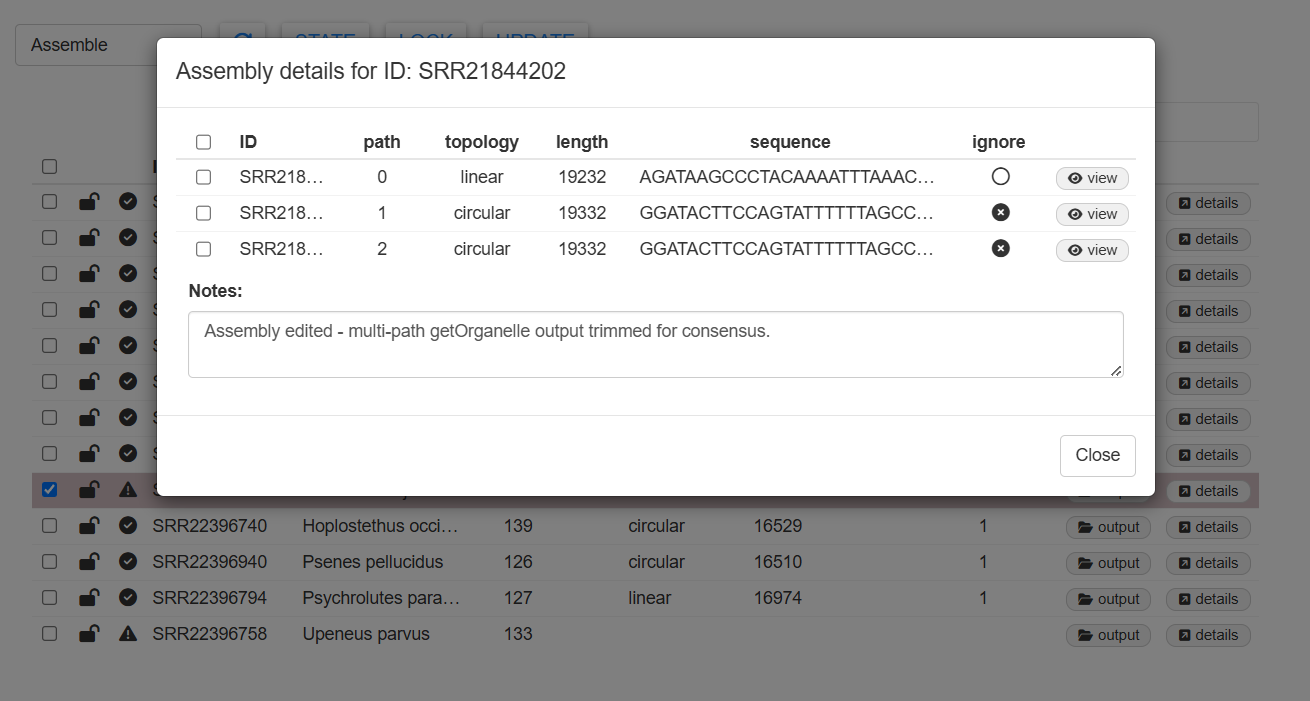 Assemble STATE LOCK UPDATE
Assembly details for ID: SRR21844202
ID path topology length sequence ignore
SRR218... 0 linear 19232 AGATAAGCCCTACAAAATTTAAAC... view
SRR218... 1 circular 19332 GGATACTTCCAGTATTTTTTAGCC... view
SRR218... 2 circular 19332 GGATACTTCCAGTATTTTTTAGCC... view
Notes:
Assembly edited - multi-path getOrganelle output trimmed for consensus.
Close
details
details
details
details
details
details
details
details
details
SRR22396740 Hoplostethus occi... 139 circular 16529 1 output details
SRR22396940 Psenes pellucidus 126 circular 16510 1 output details
SRR22396794 Psychrolutes para... 127 linear 16974 1 output details
SRR22396758 Upeneus parvus 133 output details